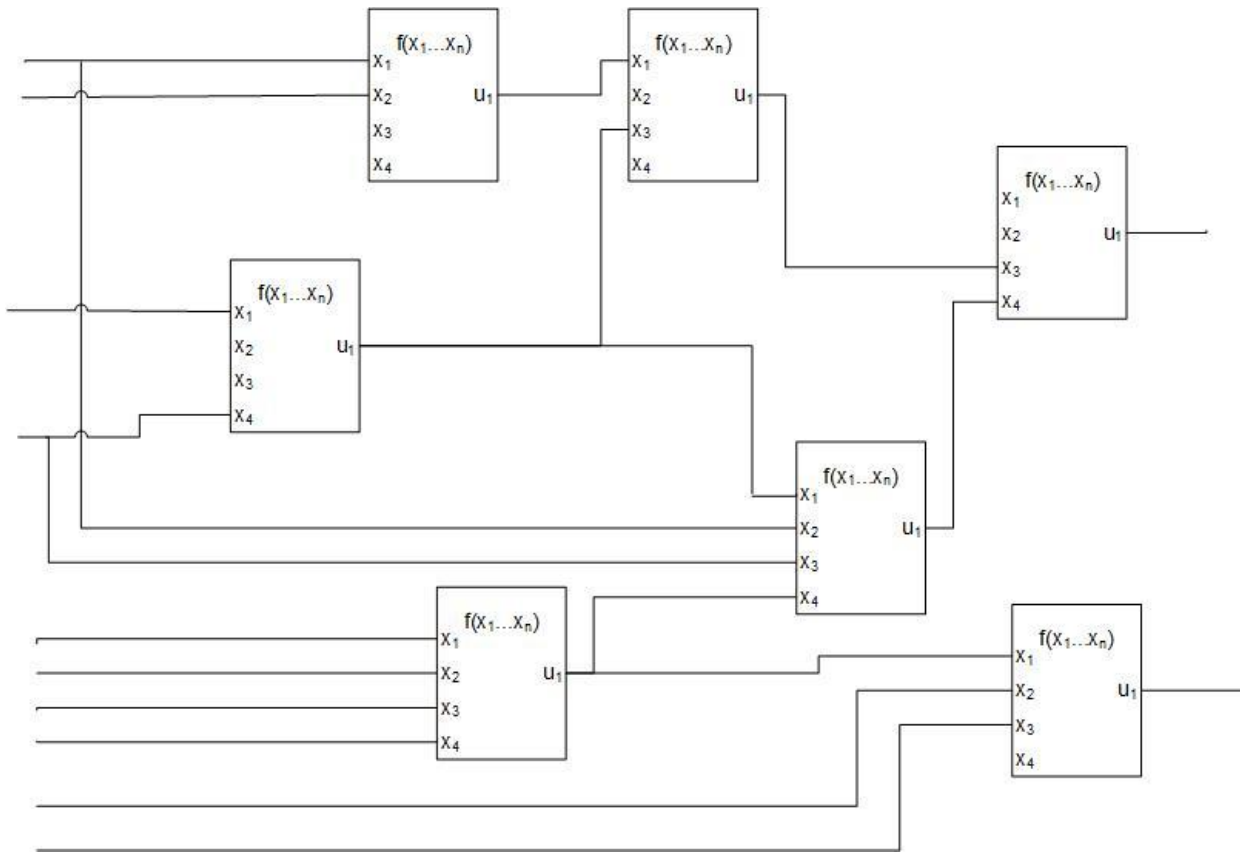 f(x₁...xₙ)
x₁
x₂
x₃
x₄
u₁
f(x₁...xₙ)
x₁
x₂
x₃
x₄
u₁
f(x₁...xₙ)
x₁
x₂
x₃
x₄
u₁
f(x₁...xₙ)
x₁
x₂
x₃
x₄
u₁
f(x₁...xₙ)
x₁
x₂
x₃
x₄
u₁
f(x₁...xₙ)
x₁
x₂
x₃
x₄
u₁
f(x₁...xₙ)
x₁
x₂
x₃
x₄
u₁